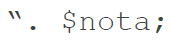 “. $nota;